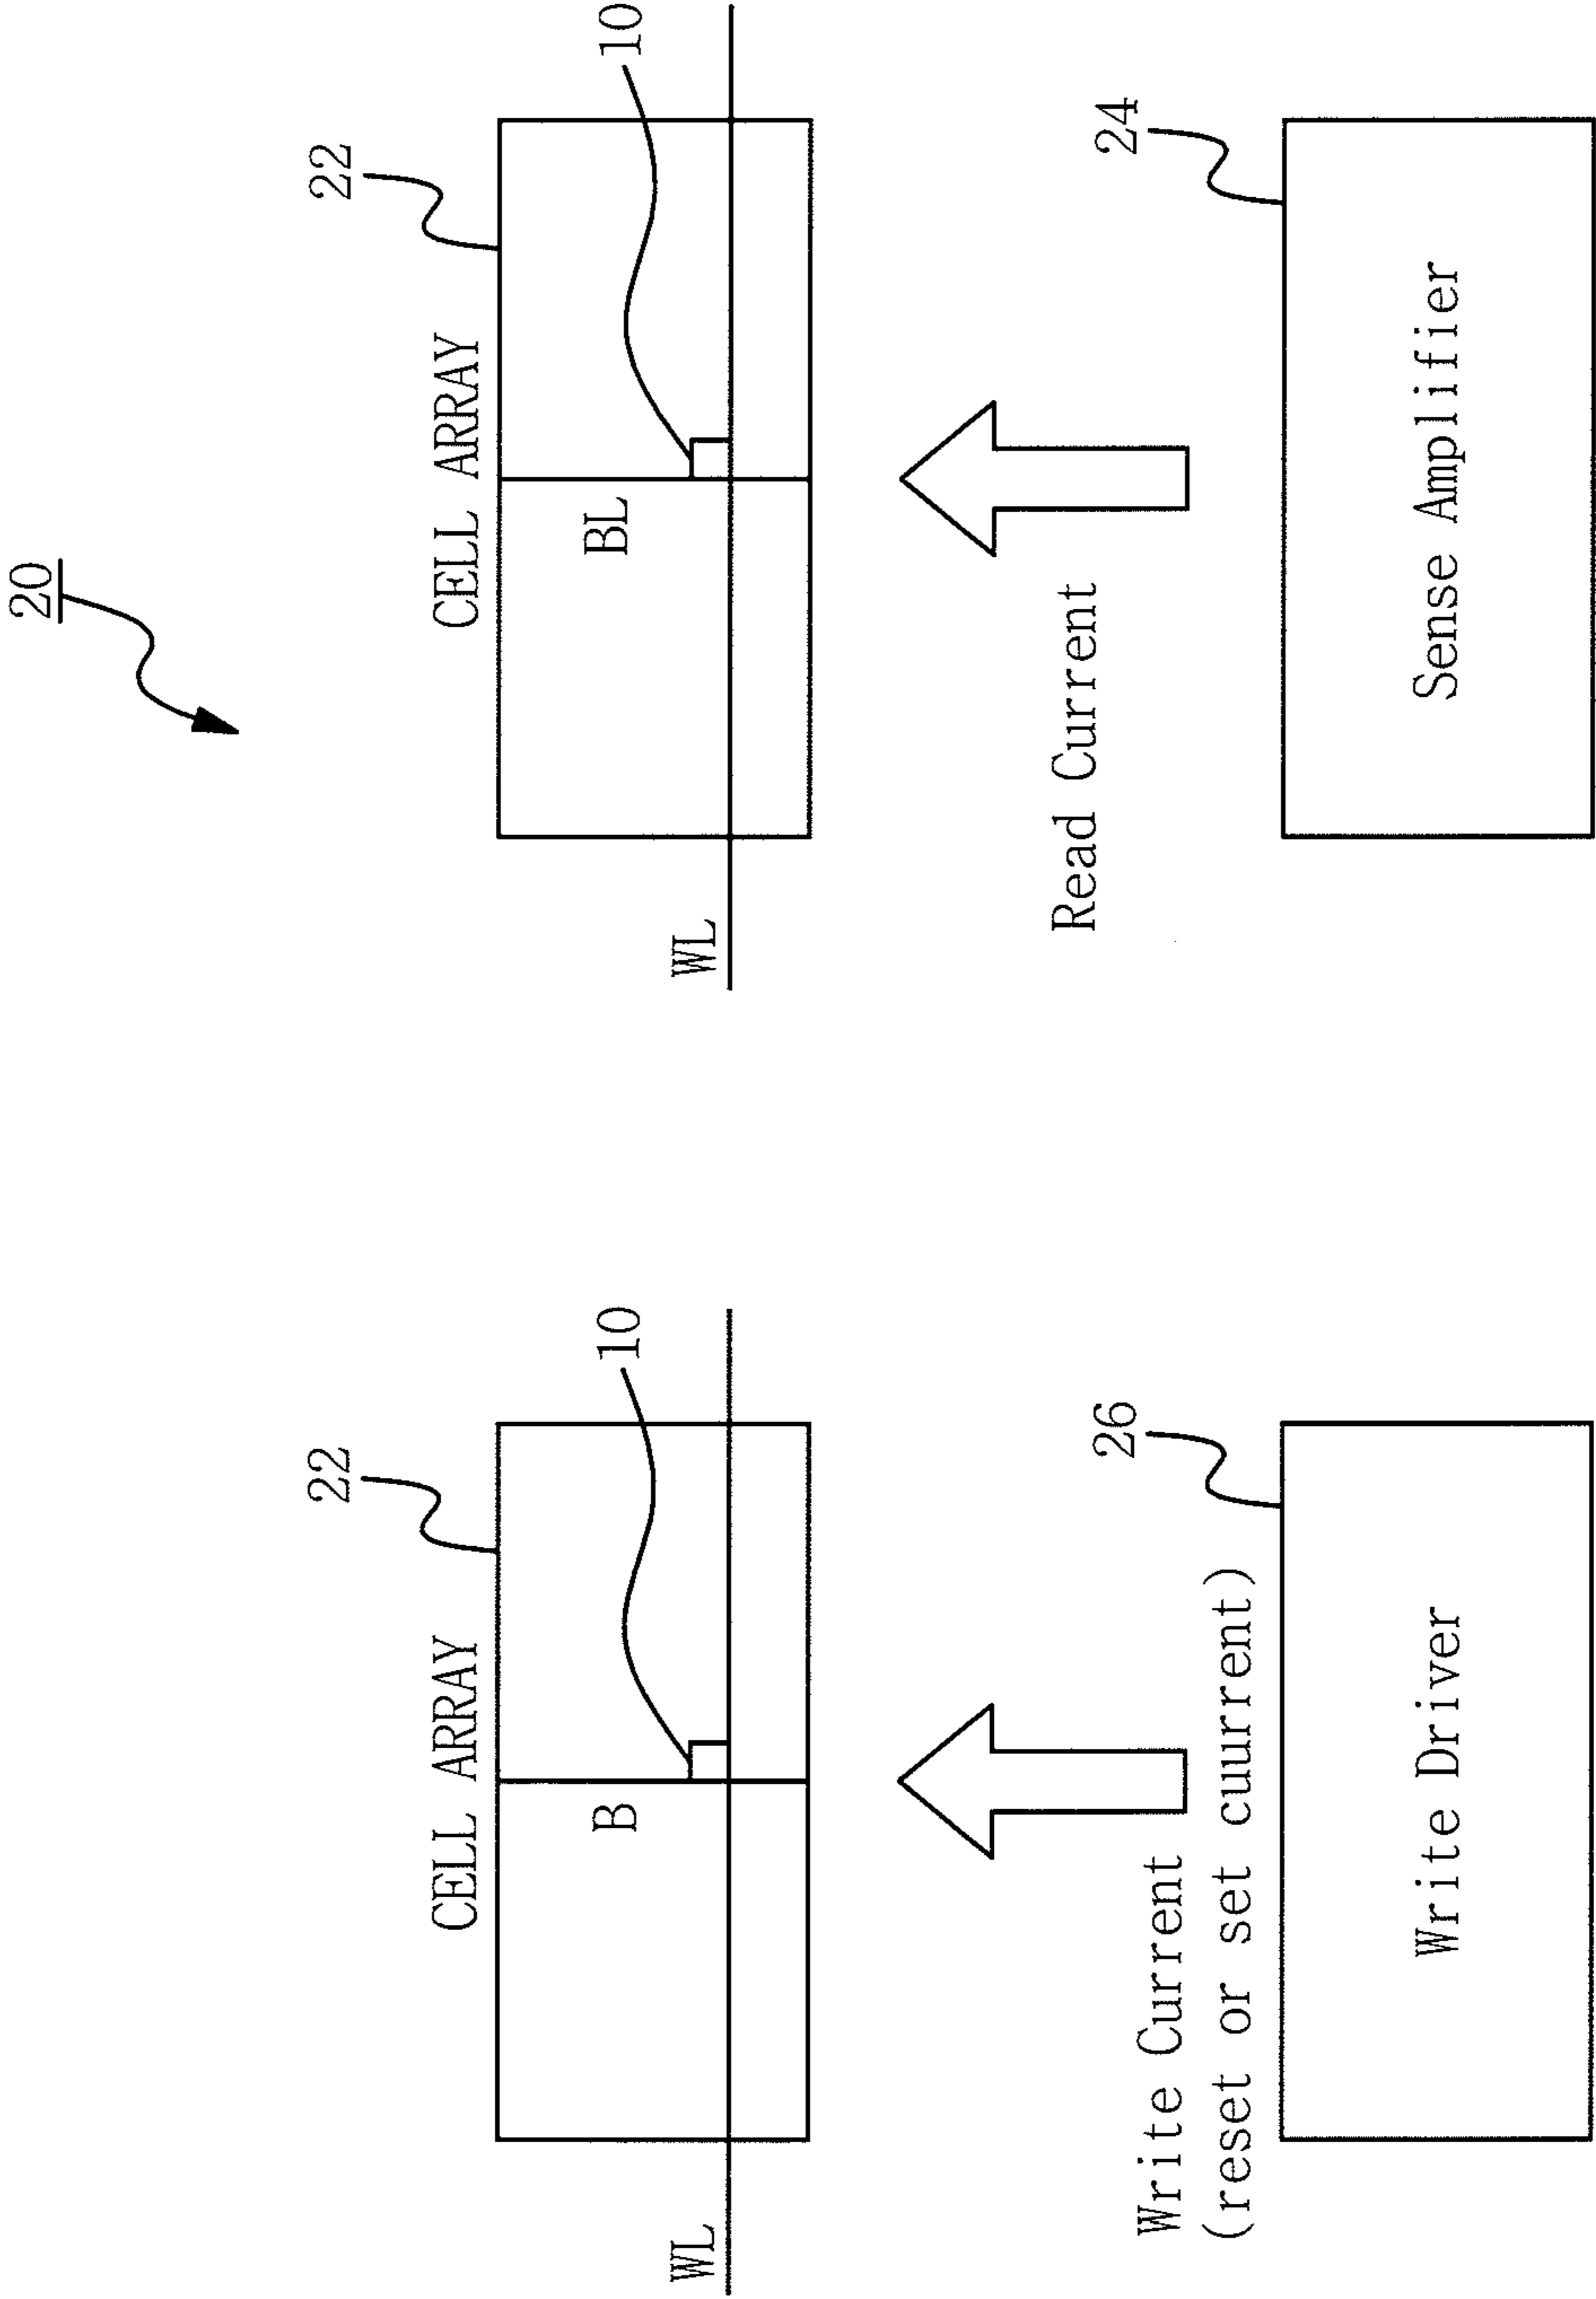 20
22
CELL ARRAY
B
10
WL
26
Write Current
(reset or set cuurrent)
Write Driver
22
CELL ARRAY
BL
10
WL
Read Current
24
Sense Amplifier